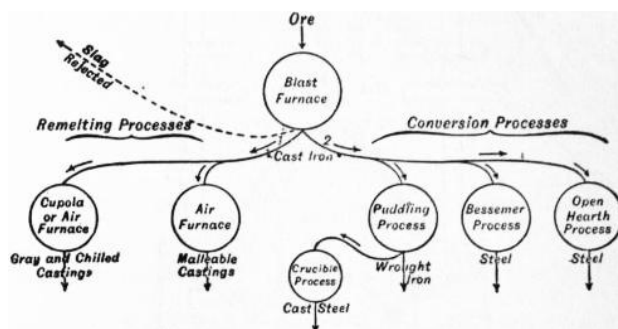 Ore
Slag
Rejected
Blast
Furnace
Remelting Processes
Conversion Processes
1
2
"Cast Iron"
Cupola
or Air
Furnace
Air
Furnace
Puddling
Process
Bessemer
Process
Open
Hearth
Process
Gray and Chilled
Castings
Malleable
Castings
Crucible
Process
Wrought
Iron
Steel
Steel
Cast Steel